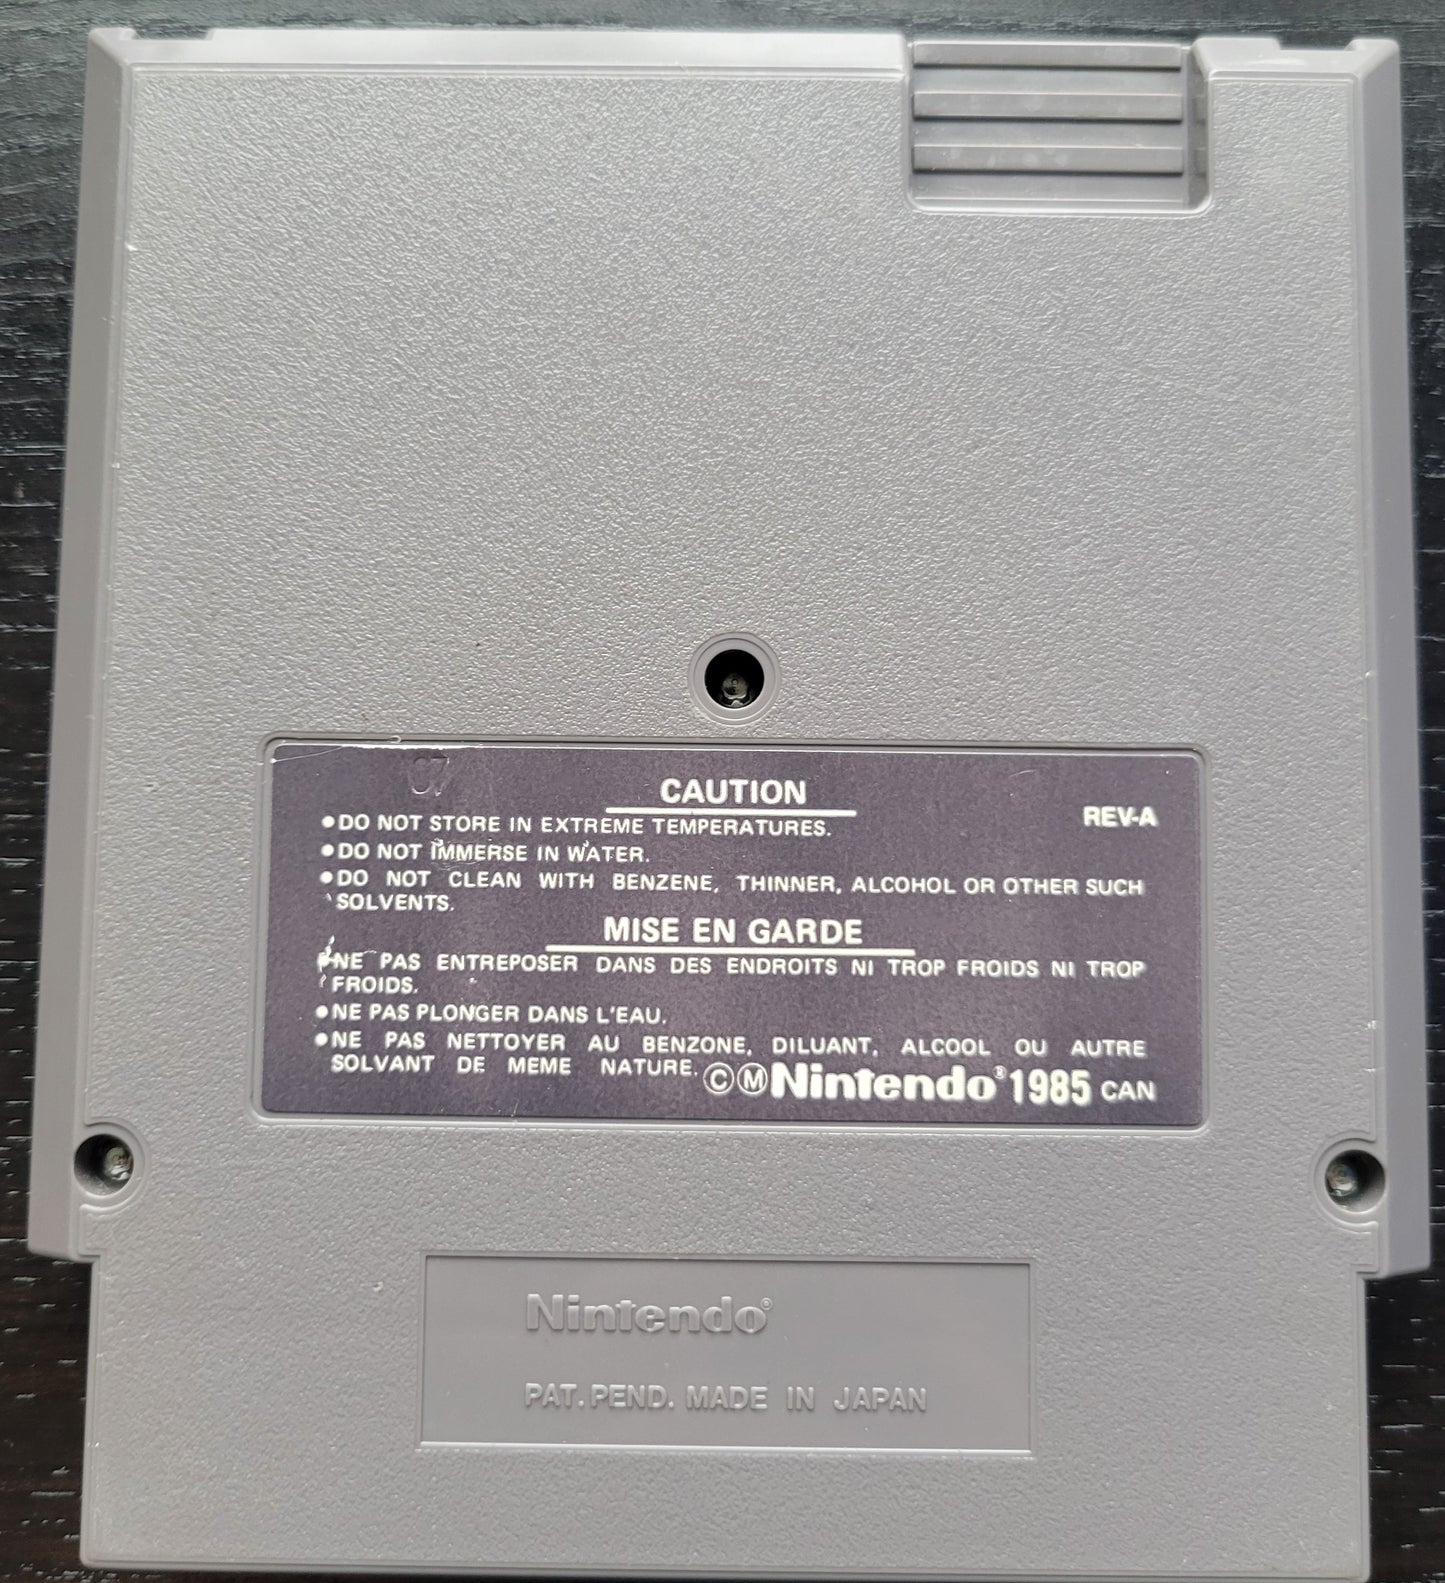 07
CAUTION
REV-A
●DO NOT STORE IN EXTREME TEMPERATURES.
●DO NOT IMMERSE IN WATER.
●DO NOT CLEAN WITH BENZENE, THINNER, ALCOHOL OR OTHER SUCH
SOLVENTS.
MISE EN GARDE
●NE PAS ENTREPOSER DANS DES ENDROITS NI TROP FROIDS NI TROP
FROIDS.
●NE PAS PLONGER DANS L'EAU.
●NE PAS NETTOYER AU BENZONE, DILUANT, ALCOOL OU AUTRE
SOLVANT DE MEME NATURE.
ⒸⓂNintendo® 1985 CAN
Nintendo®
PAT. PEND. MADE IN JAPAN